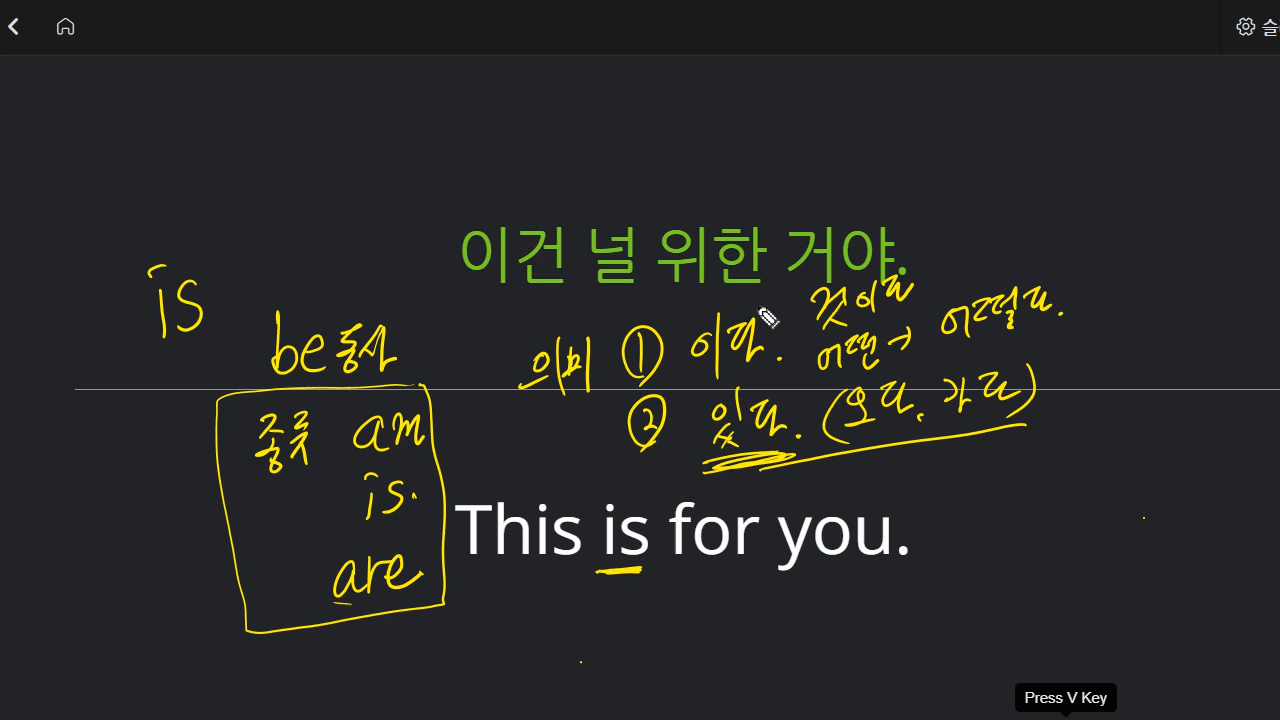 슬
이건 널 위한 거야.
is
be동사
종류 am
is.
are
의미 ① 이다. 것이다
어떤→ 어떻다.
② 있다. (오다, 가다)
This is for you.
Press V Key